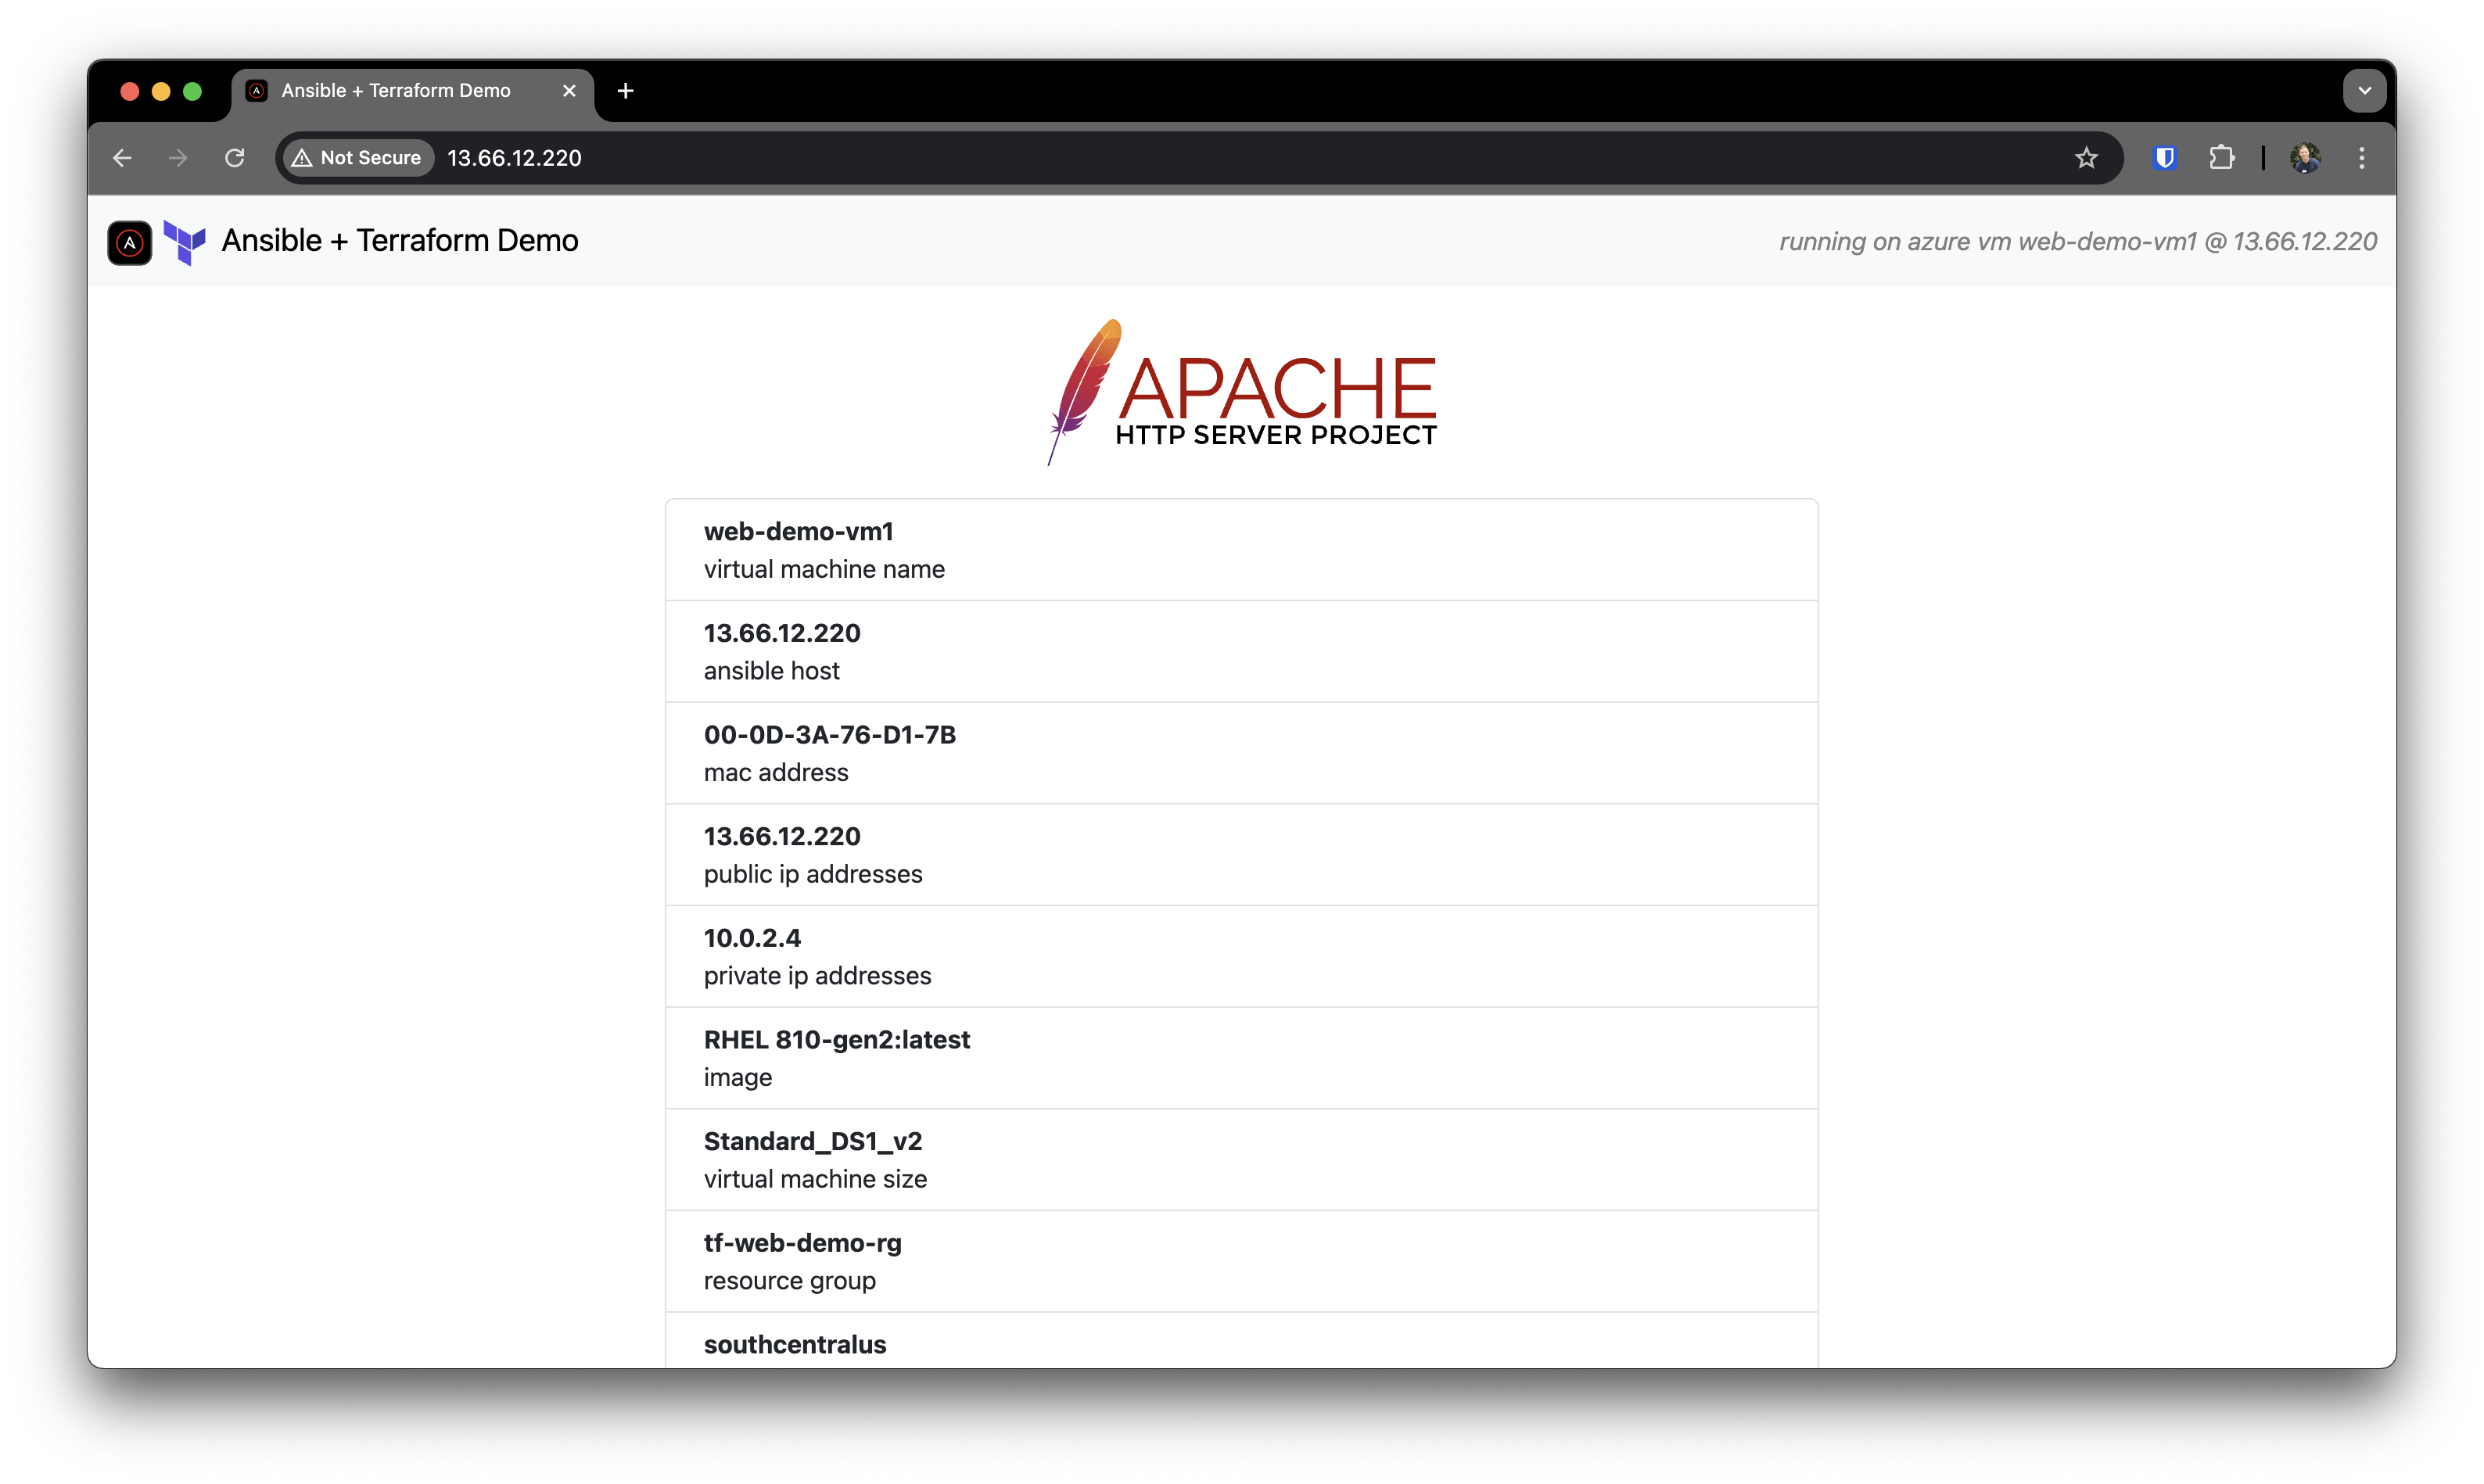 Ansible + Terraform Demo
Not Secure
13.66.12.220
Ansible + Terraform Demo
running on azure vm web-demo-vm1 @ 13.66.12.220
APACHE
HTTP SERVER PROJECT
web-demo-vm1
virtual machine name
13.66.12.220
ansible host
00-0D-3A-76-D1-7B
mac address
13.66.12.220
public ip addresses
10.0.2.4
private ip addresses
RHEL 810-gen2:latest
image
Standard_DS1_v2
virtual machine size
tf-web-demo-rg
resource group
southcentralus